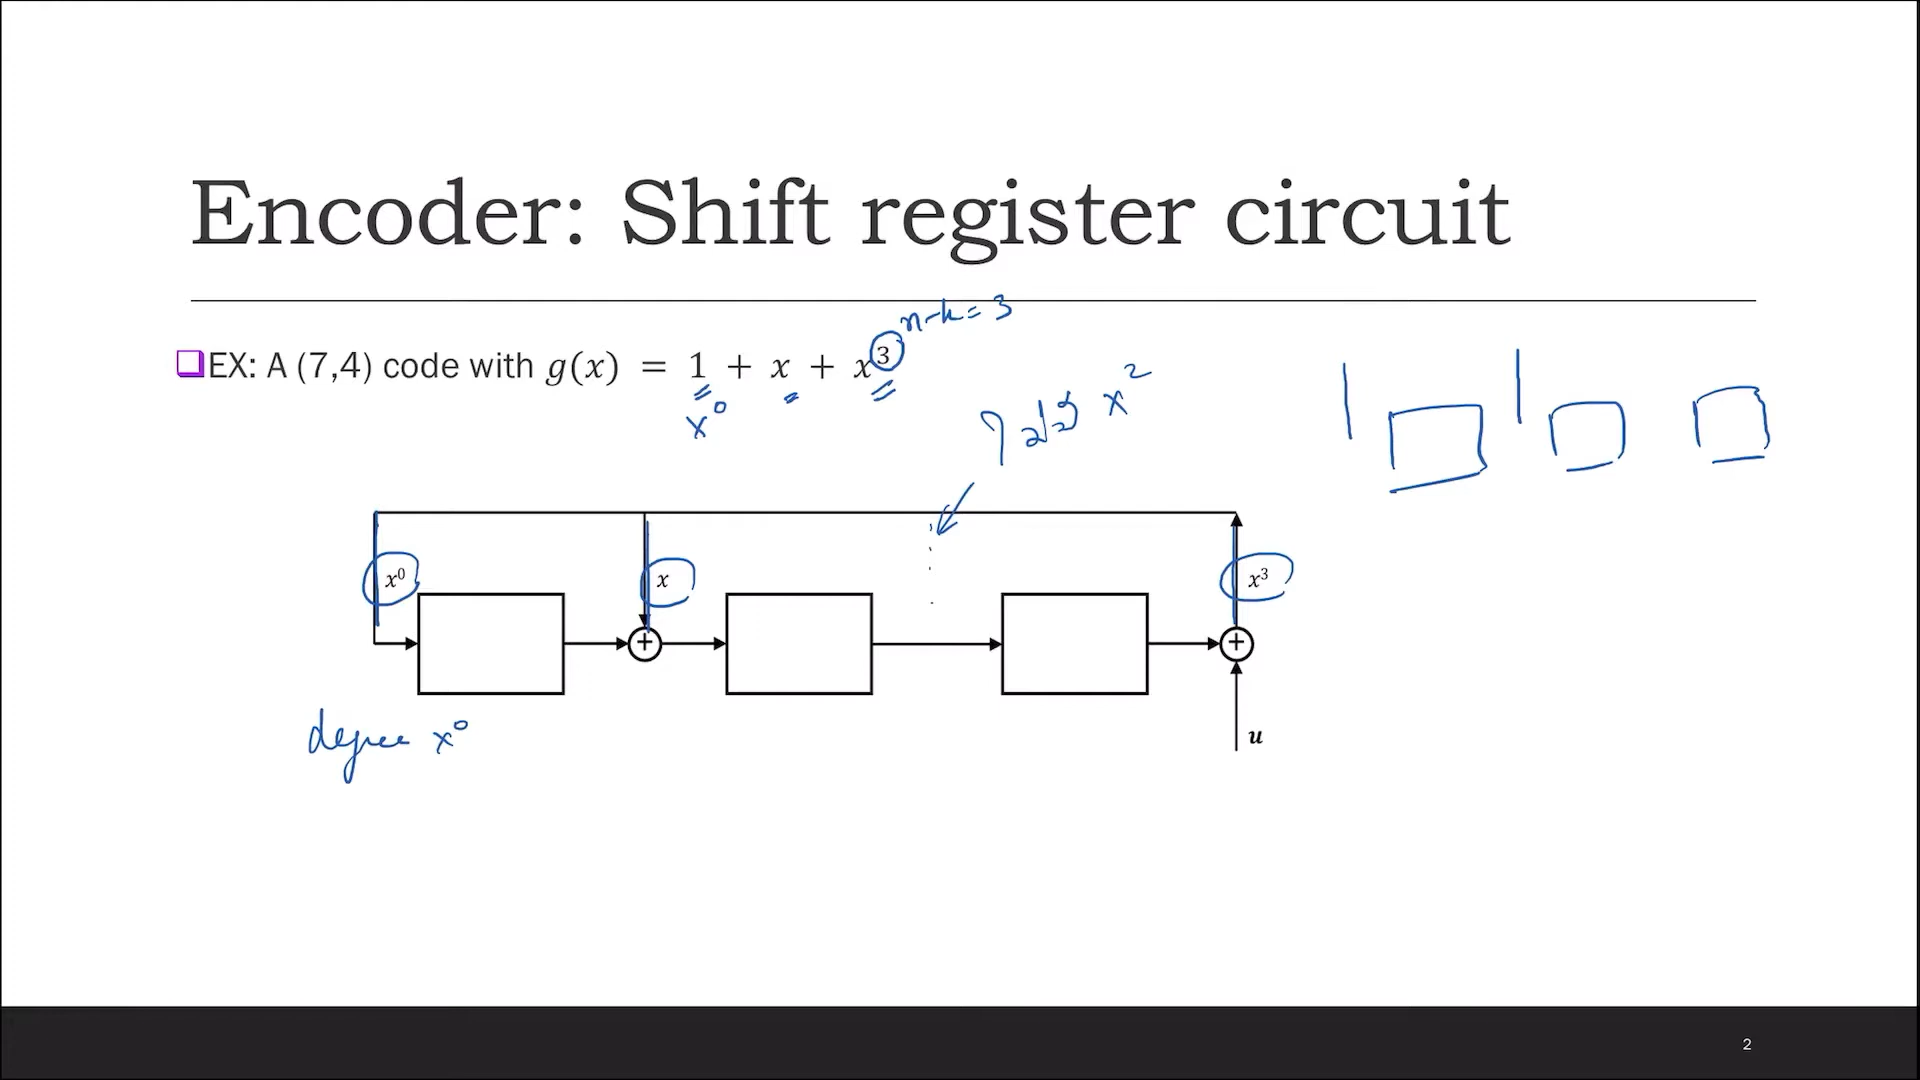 Encoder: Shift register circuit
n-k = 3
EX: A (7,4) code with g(x) = 1 + x + x³
x⁰
x²
x⁰
x
x³
+
+
degree x⁰
u
2